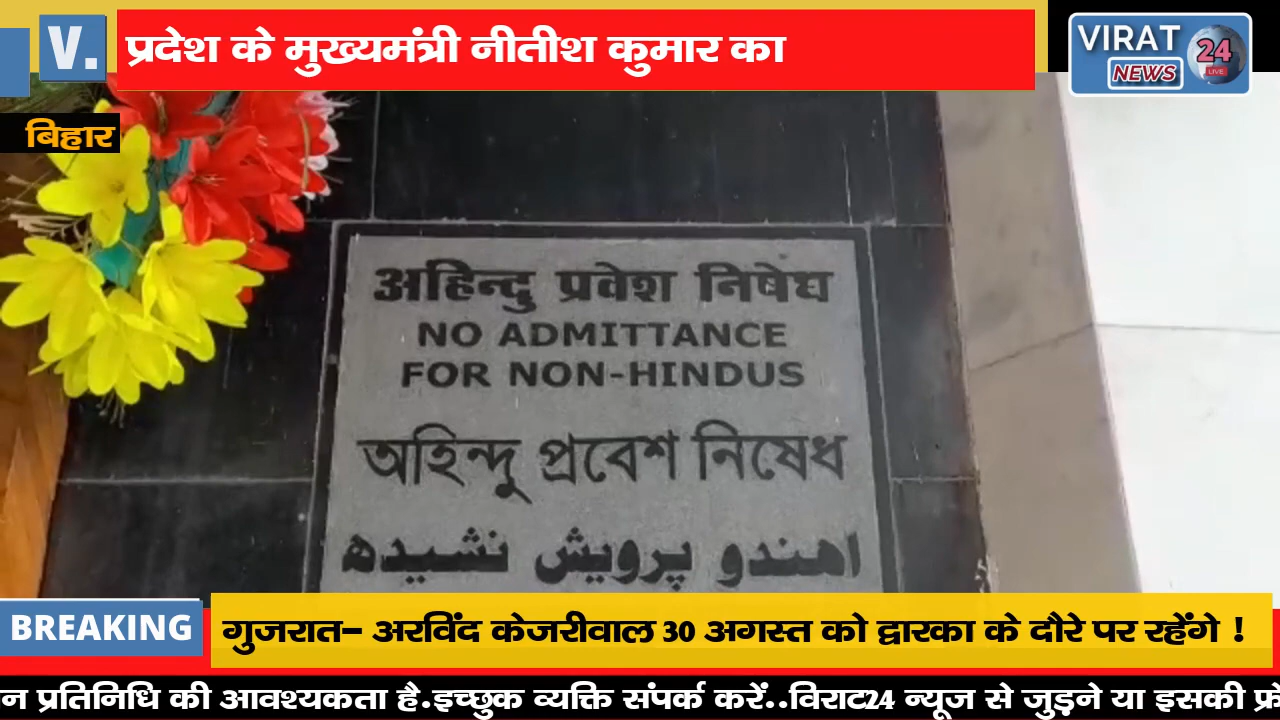 V.
प्रदेश के मुख्यमंत्री नीतीश कुमार का
VIRAT
24
NEWS
LIVE
बिहार
अहिन्दु प्रवेश निषेध
NO ADMITTANCE
FOR NON-HINDUS
অহিন্দু প্রবেশ নিষেধ
اھندو پرویش نشیدھ
BREAKING
गुजरात- अरविंद केजरीवाल 30 अगस्त को द्वारका के दौरे पर रहेंगे !
न प्रतिनिधि की आवश्यकता है.इच्छुक व्यक्ति संपर्क करें..विराट24 न्यूज से जुड़ने या इसकी फ्रे